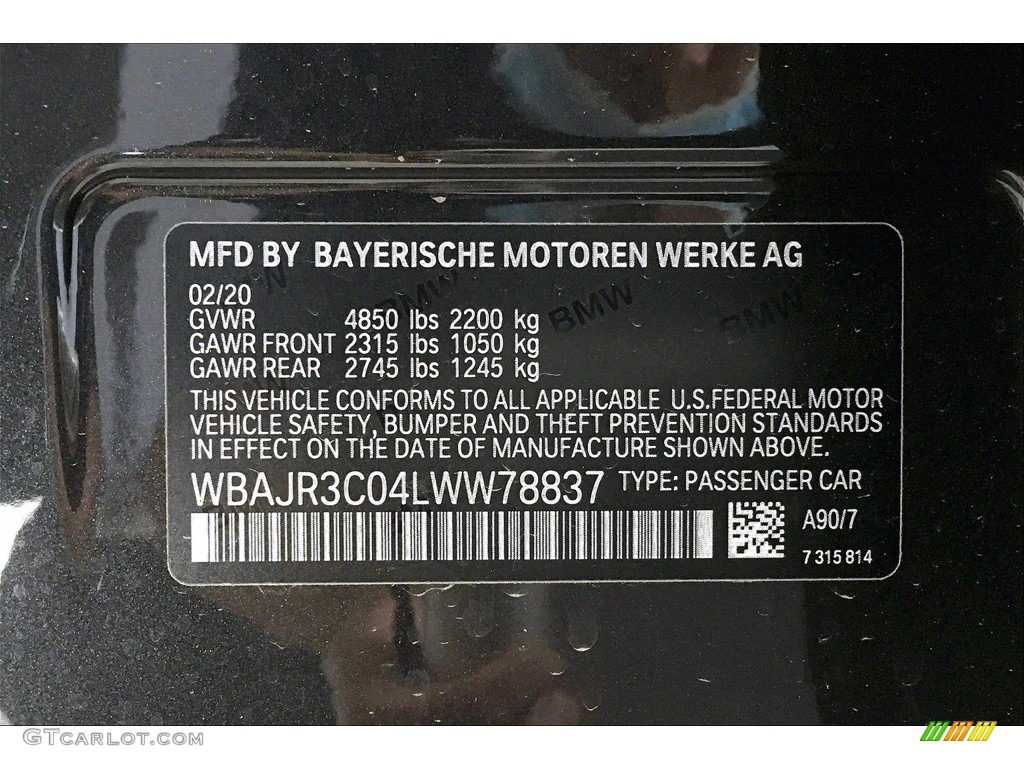 MFD BY BAYERISCHE MOTOREN WERKE AG
02/20
GVWR 4850 lbs 2200 kg
GAWR FRONT 2315 lbs 1050 kg
GAWR REAR 2745 lbs 1245 kg
THIS VEHICLE CONFORMS TO ALL APPLICABLE U.S.FEDERAL MOTOR
VEHICLE SAFETY, BUMPER AND THEFT PREVENTION STANDARDS
IN EFFECT ON THE DATE OF MANUFACTURE SHOWN ABOVE.
WBAJR3C04LWW78837 TYPE: PASSENGER CAR
A90/7
7 315 814
BMW BMW BMW
GTcarlot.com